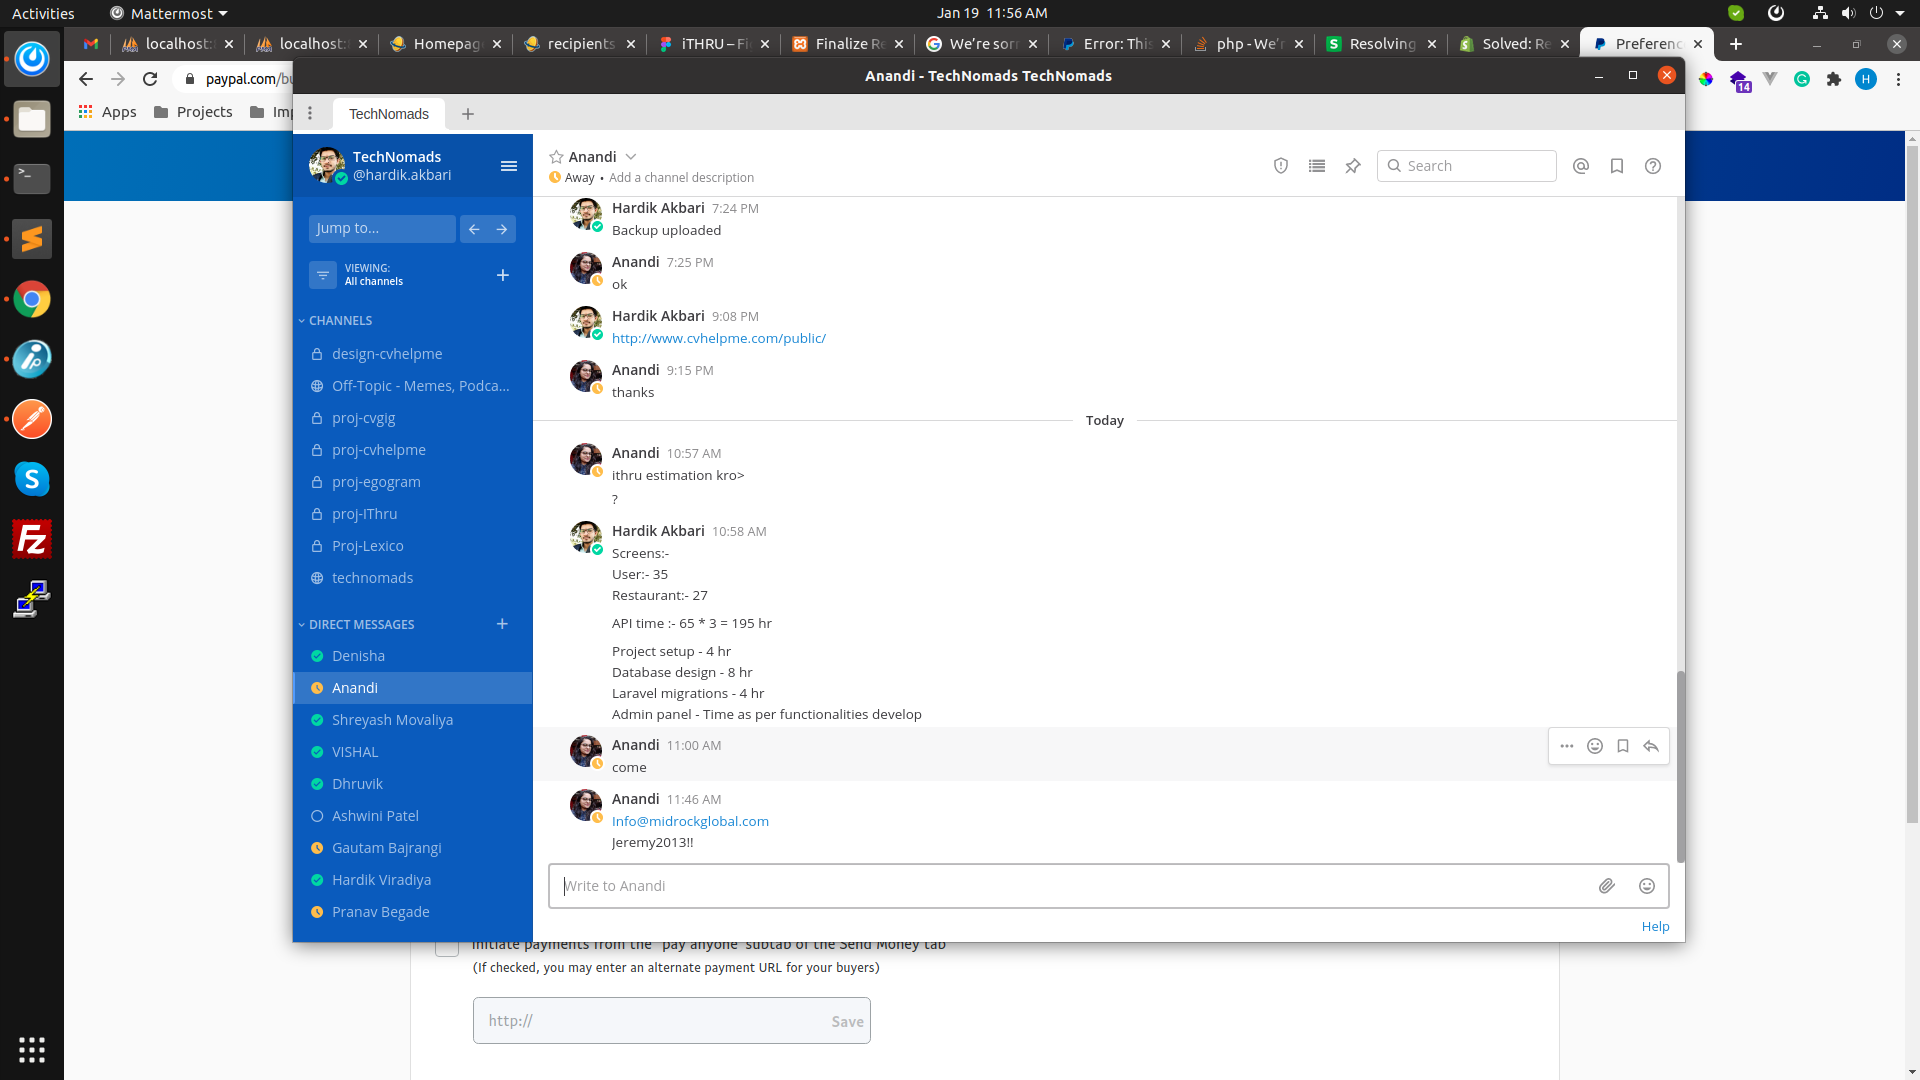 Activities
Mattermost
Jan 19 11:56 AM
localhost:
localhost:
Homepag
recipients
iTHRU – Fi
Finalize Re
We're sor
Error: This
php - We'r
Resolving
Solved: Re
Preferenc
paypal.com/bu
14
H
Apps
Projects
Im
Anandi - TechNomads TechNomads
TechNomads
TechNomads
@hardik.akbari
Jump to...
VIEWING:
All channels
CHANNELS
design-cvhelpme
Off-Topic - Memes, Podca...
proj-cvgig
proj-cvhelpme
proj-egogram
proj-IThru
Proj-Lexico
technomads
DIRECT MESSAGES
Denisha
Anandi
Shreyash Movaliya
VISHAL
Dhruvik
Ashwini Patel
Gautam Bajrangi
Hardik Viradiya
Pranav Begade
Anandi
Away • Add a channel description
Search
Hardik Akbari 7:24 PM
Backup uploaded
Anandi 7:25 PM
ok
Hardik Akbari 9:08 PM
http://www.cvhelpme.com/public/
Anandi 9:15 PM
thanks
Today
Anandi 10:57 AM
ithru estimation kro>
?
Hardik Akbari 10:58 AM
Screens:-
User:- 35
Restaurant:- 27
API time :- 65 * 3 = 195 hr
Project setup - 4 hr
Database design - 8 hr
Laravel migrations - 4 hr
Admin panel - Time as per functionalities develop
Anandi 11:00 AM
come
Anandi 11:46 AM
Info@midrockglobal.com
Jeremy2013!!
Write to Anandi
Help
Initiate payments from the "pay anyone" subtab of the Send Money tab
(If checked, you may enter an alternate payment URL for your buyers)
http://
Save